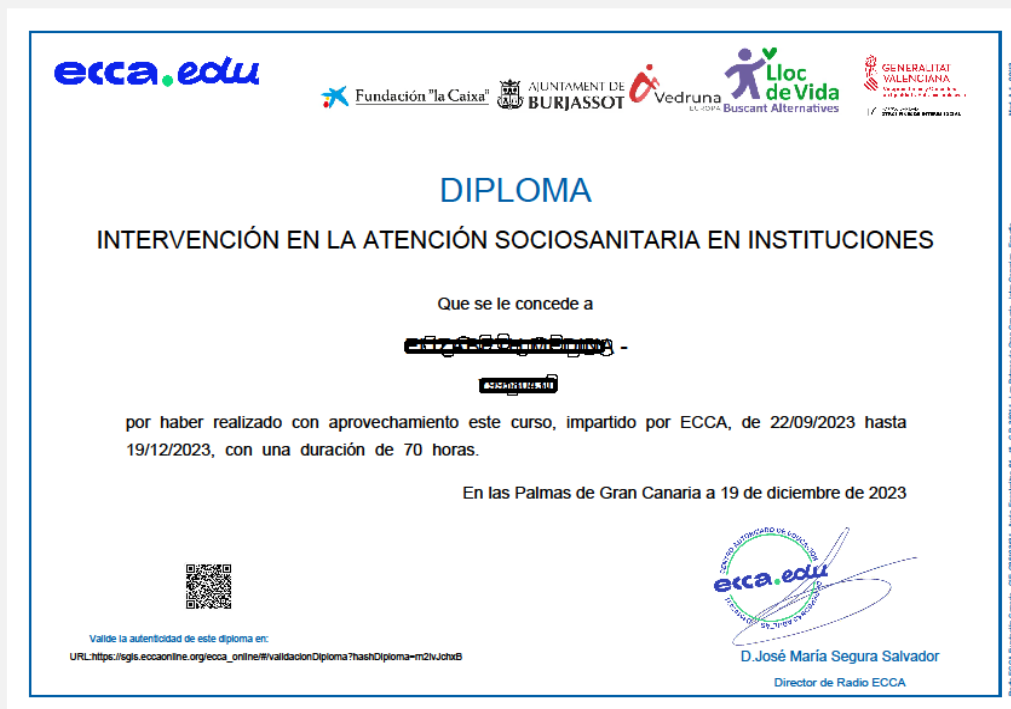 ecca.edu
Fundación "la Caixa"
AJUNTAMENT DE
BURJASSOT
Vedruna
EUROPA
Lloc
de Vida
Buscant Alternatives
GENERALITAT
VALENCIANA
DIPLOMA
INTERVENCIÓN EN LA ATENCIÓN SOCIOSANITARIA EN INSTITUCIONES
Que se le concede a
por haber realizado con aprovechamiento este curso, impartido por ECCA, de 22/09/2023 hasta
19/12/2023, con una duración de 70 horas.
En las Palmas de Gran Canaria a 19 de diciembre de 2023
ecca.edu
Valide la autenticidad de este diploma en:
URL:https://sgis.eccaonline.org/ecca_online/#/validacionDiploma?hashDiploma=m2IvJchxB
D.José María Segura Salvador
Director de Radio ECCA